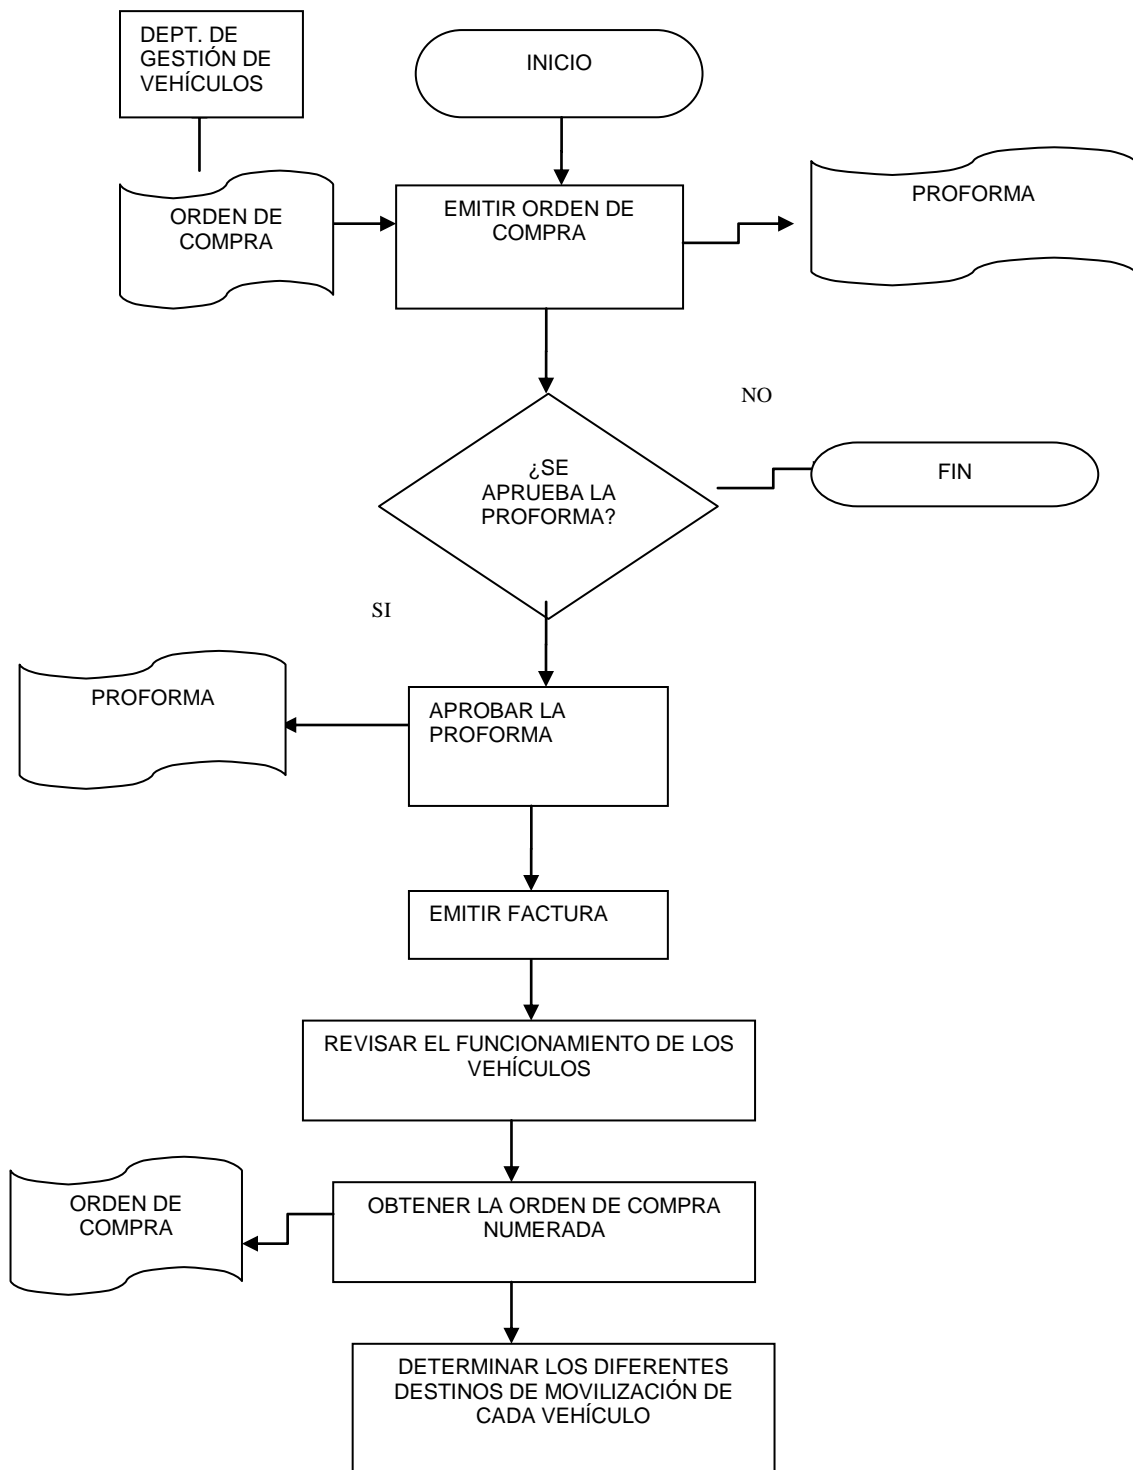 DEPT. DE
GESTIÓN DE
VEHÍCULOS
INICIO
ORDEN DE
COMPRA
EMITIR ORDEN DE
COMPRA
PROFORMA
NO
¿SE
APRUEBA LA
PROFORMA?
FIN
SI
PROFORMA
APROBAR LA
PROFORMA
EMITIR FACTURA
REVISAR EL FUNCIONAMIENTO DE LOS
VEHÍCULOS
ORDEN DE
COMPRA
OBTENER LA ORDEN DE COMPRA
NUMERADA
DETERMINAR LOS DIFERENTES
DESTINOS DE MOVILIZACIÓN DE
CADA VEHÍCULO